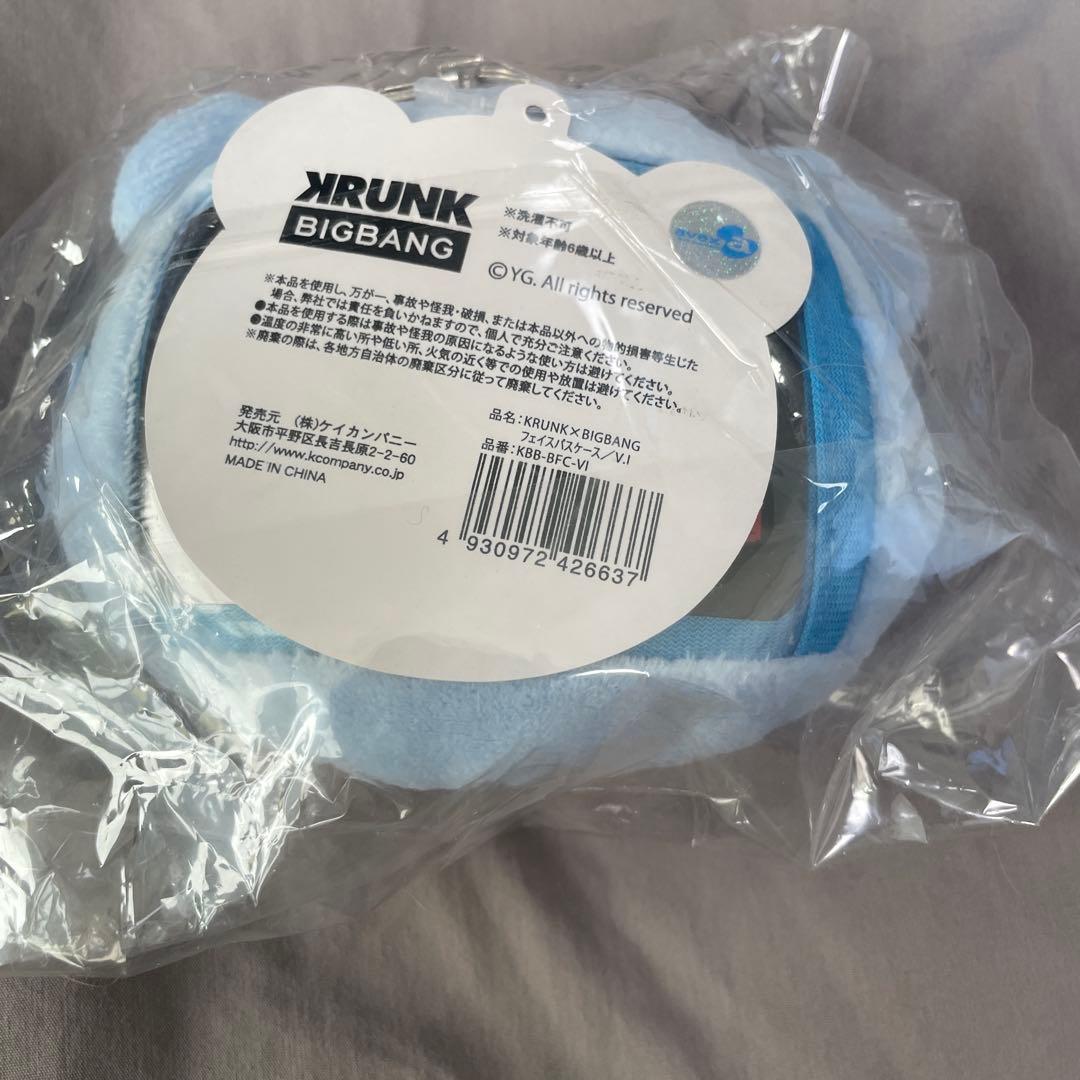 KRUNK
BIGBANG
※洗濯不可
※対象年齢6歳以上
©YG. All rights reserved
avex
※本品を使用し、万が一、事故や怪我・破損、または本品以外への物的損害等生じた
場合、弊社では責任を負いかねますので、個人で充分ご注意ください。
●本品を使用する際は事故や怪我の原因になるような使い方は避けてください。
●温度の非常に高い所や低い所、火気の近く等での使用や放置は避けてください。
※廃棄の際は、各地方自治体の廃棄区分に従って廃棄してください。
発売元 (株)ケイカンパニー
大阪市平野区長吉長原2-2-60
http://www.kcompany.co.jp
MADE IN CHINA
品名:KRUNK×BIGBANG
フェイスパスケース/V.I
品番:KBB-BFC-VI
4 930972 426637